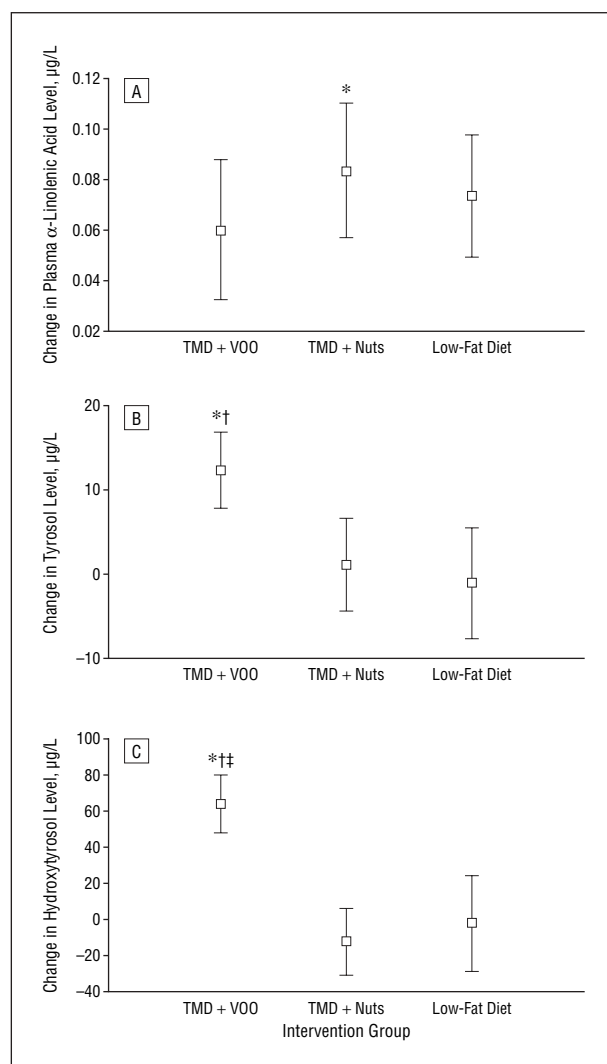 A
*
Change in Plasma α-Linolenic Acid Level, µg/L
0.12
0.10
0.08
0.06
0.04
0.02
TMD + VOO TMD + Nuts Low-Fat Diet
B
*†
Change in Tyrosol Level, µg/L
20
10
0
–10
TMD + VOO TMD + Nuts Low-Fat Diet
C
*†‡
Change in Hydroxytyrosol Level, µg/L
100
80
60
40
20
0
–20
–40
TMD + VOO TMD + Nuts Low-Fat Diet
Intervention Group